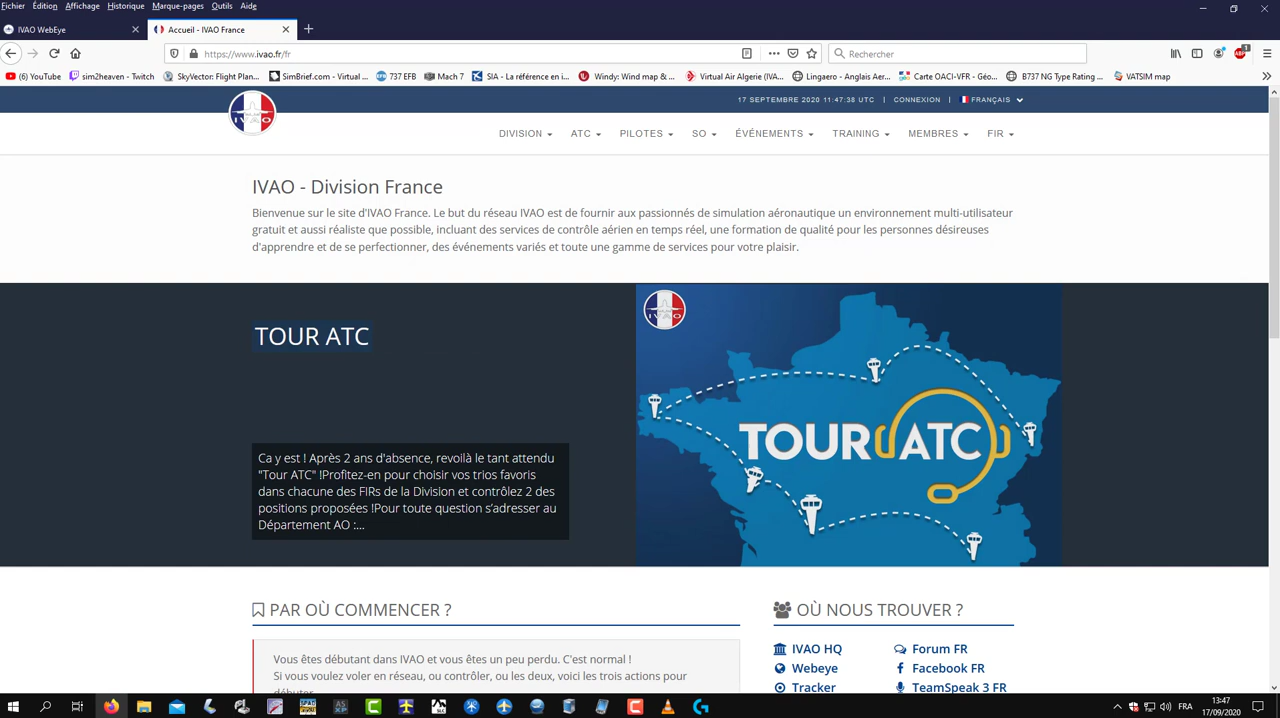 Fichier Édition Affichage Historique Marque-pages Outils Aide
IVAO WebEye
Accueil - IVAO France
https://www.ivao.fr/fr
Rechercher
1
(6) YouTube
sim2heaven - Twitch
SkyVector: Flight Plan...
SimBrief.com - Virtual ...
EFB 737 EFB
Mach 7
SIA - La référence en i...
Windy: Wind map & ...
Virtual Air Algerie (IVA...
Lingaero - Anglais Aer...
Carte OACI-VFR - Géo...
B737 NG Type Rating ...
VATSIM map
17 SEPTEMBRE 2020 11:47:38 UTC | CONNEXION | FRANÇAIS
IVAO
DIVISION ATC PILOTES SO ÉVÉNEMENTS TRAINING MEMBRES FIR
IVAO - Division France
Bienvenue sur le site d'IVAO France. Le but du réseau IVAO est de fournir aux passionnés de simulation aéronautique un environnement multi-utilisateur
gratuit et aussi réaliste que possible, incluant des services de contrôle aérien en temps réel, une formation de qualité pour les personnes désireuses
d'apprendre et de se perfectionner, des événements variés et toute une gamme de services pour votre plaisir.
TOUR ATC
Ca y est ! Après 2 ans d'absence, revoilà le tant attendu
"Tour ATC" !Profitez-en pour choisir vos trios favoris
dans chacune des FIRs de la Division et contrôlez 2 des
positions proposées !Pour toute question s'adresser au
Département AO :...
IVAO
TOUR ATC
PAR OÙ COMMENCER ?
Vous êtes débutant dans IVAO et vous êtes un peu perdu. C'est normal !
Si vous voulez voler en réseau, ou contrôler, ou les deux, voici les trois actions pour
débuter
OÙ NOUS TROUVER ?
IVAO HQ
Forum FR
Webeye
Facebook FR
Tracker
TeamSpeak 3 FR
FRA
13:47
17/09/2020